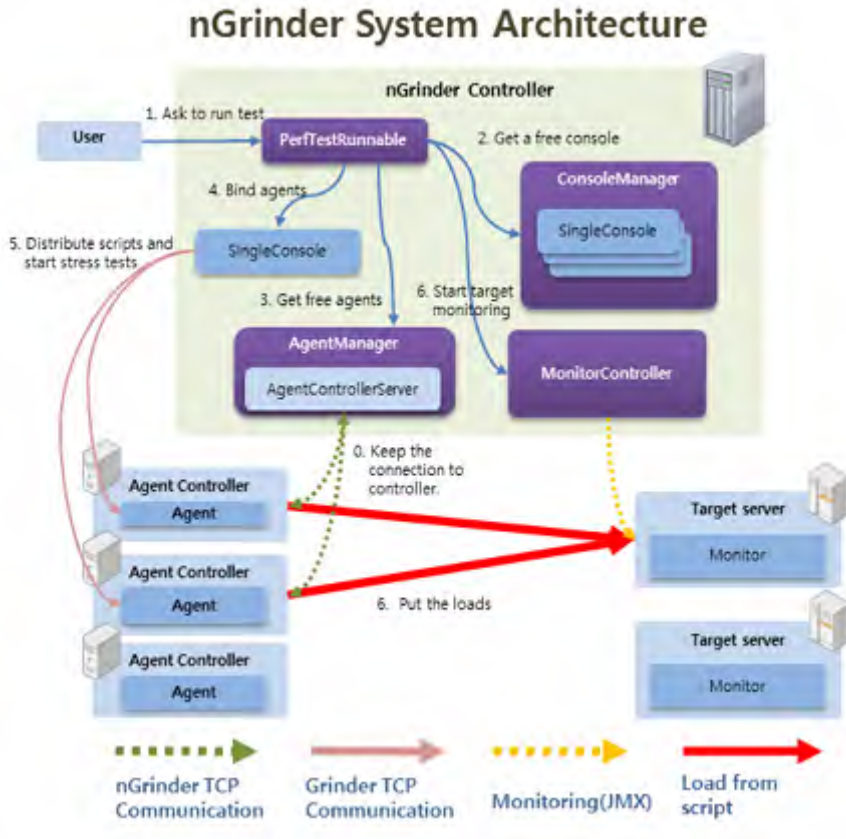 nGrinder System Architecture
nGrinder Controller
1. Ask to run test
User
PerfTestRunnable
2. Get a free console
ConsoleManager
SingleConsole
4. Bind agents
5. Distribute scripts and
start stress tests
SingleConsole
3. Get free agents
6. Start target
monitoring
AgentManager
AgentControllerServer
MonitorController
0. Keep the
connection to
controller.
Agent Controller
Agent
Agent Controller
Agent
Agent Controller
Agent
6. Put the loads
Target server
Monitor
Target server
Monitor
nGrinder TCP
Communication
Grinder TCP
Communication
Monitoring(JMX)
Load from
script